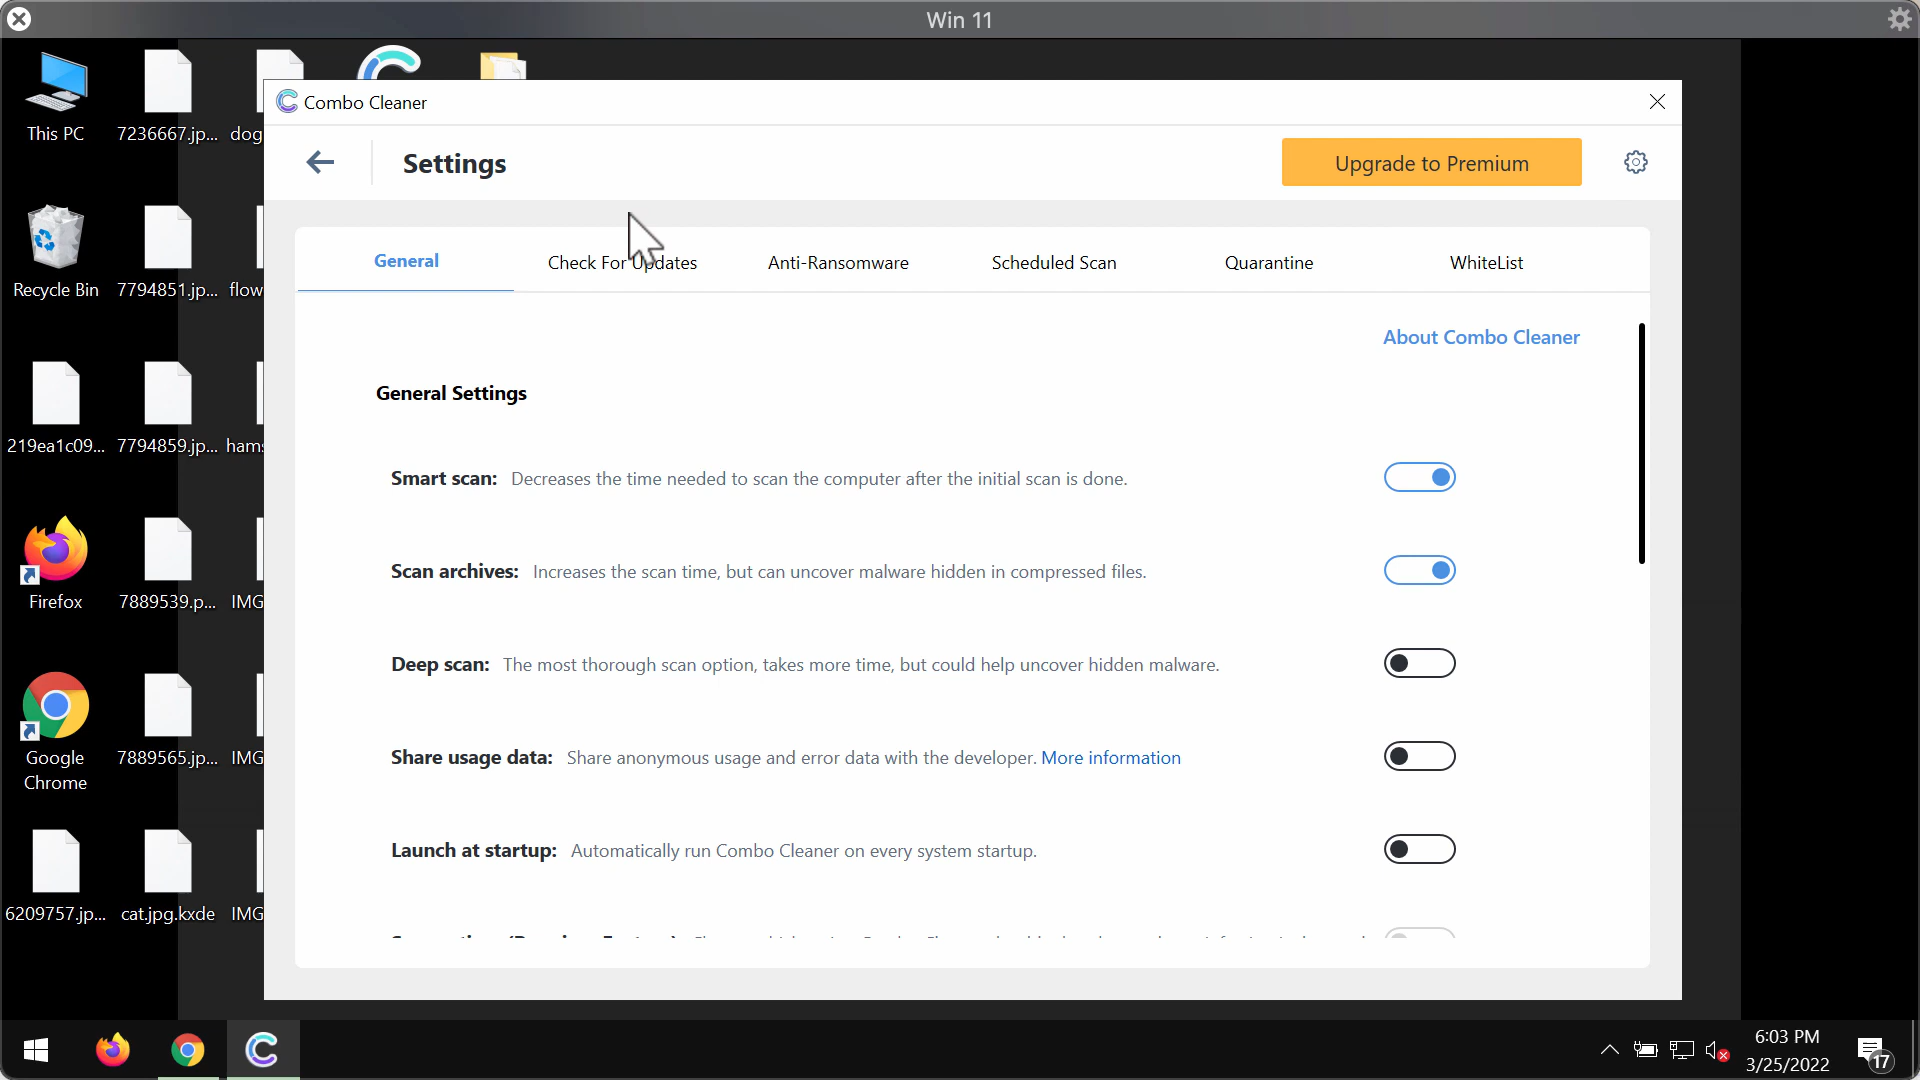 Win 11
This PC
7236667.jp...
dog
Recycle Bin
7794851.jp...
flow
219ea1c09...
7794859.jp...
hams
Firefox
7889539.p...
IMG
Google
Chrome
7889565.jp...
IMG
6209757.jp...
cat.jpg.kxde
IMG
Combo Cleaner
Settings
Upgrade to Premium
General
Check For Updates
Anti-Ransomware
Scheduled Scan
Quarantine
WhiteList
About Combo Cleaner
General Settings
Smart scan: Decreases the time needed to scan the computer after the initial scan is done.
Scan archives: Increases the scan time, but can uncover malware hidden in compressed files.
Deep scan: The most thorough scan option, takes more time, but could help uncover hidden malware.
Share usage data: Share anonymous usage and error data with the developer. More information
Launch at startup: Automatically run Combo Cleaner on every system startup.
6:03 PM
3/25/2022
17